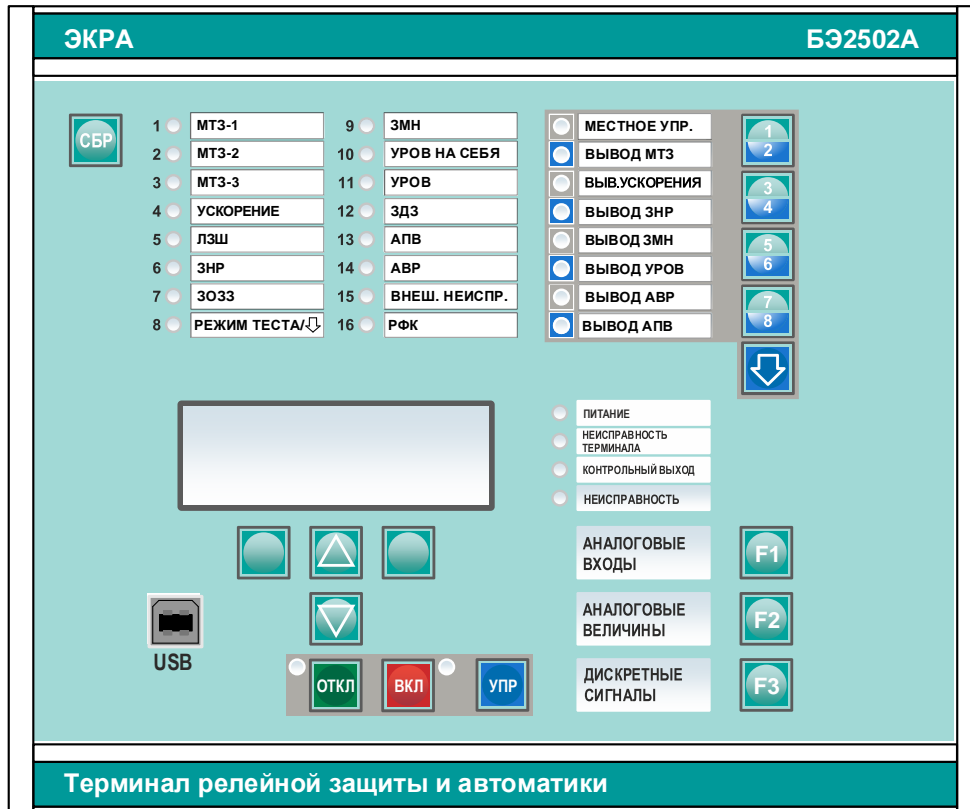 ЭКРА БЭ2502А
СБР
1 МТЗ-1
2 МТЗ-2
3 МТЗ-3
4 УСКОРЕНИЕ
5 ЛЗШ
6 ЗНР
7 ЗОЗЗ
8 РЕЖИМ ТЕСТА/⇩
9 ЗМН
10 УРОВ НА СЕБЯ
11 УРОВ
12 ЗДЗ
13 АПВ
14 АВР
15 ВНЕШ. НЕИСПР.
16 РФК
МЕСТНОЕ УПР.
ВЫВОД МТЗ
ВЫВ.УСКОРЕНИЯ
ВЫВОД ЗНР
ВЫВОД ЗМН
ВЫВОД УРОВ
ВЫВОД АВР
ВЫВОД АПВ
1
2
3
4
5
6
7
8
ПИТАНИЕ
НЕИСПРАВНОСТЬ
ТЕРМИНАЛА
КОНТРОЛЬНЫЙ ВЫХОД
НЕИСПРАВНОСТЬ
АНАЛОГОВЫЕ
ВХОДЫ
F1
АНАЛОГОВЫЕ
ВЕЛИЧИНЫ
F2
ДИСКРЕТНЫЕ
СИГНАЛЫ
F3
USB
ОТКЛ ВКЛ УПР
Терминал релейной защиты и автоматики